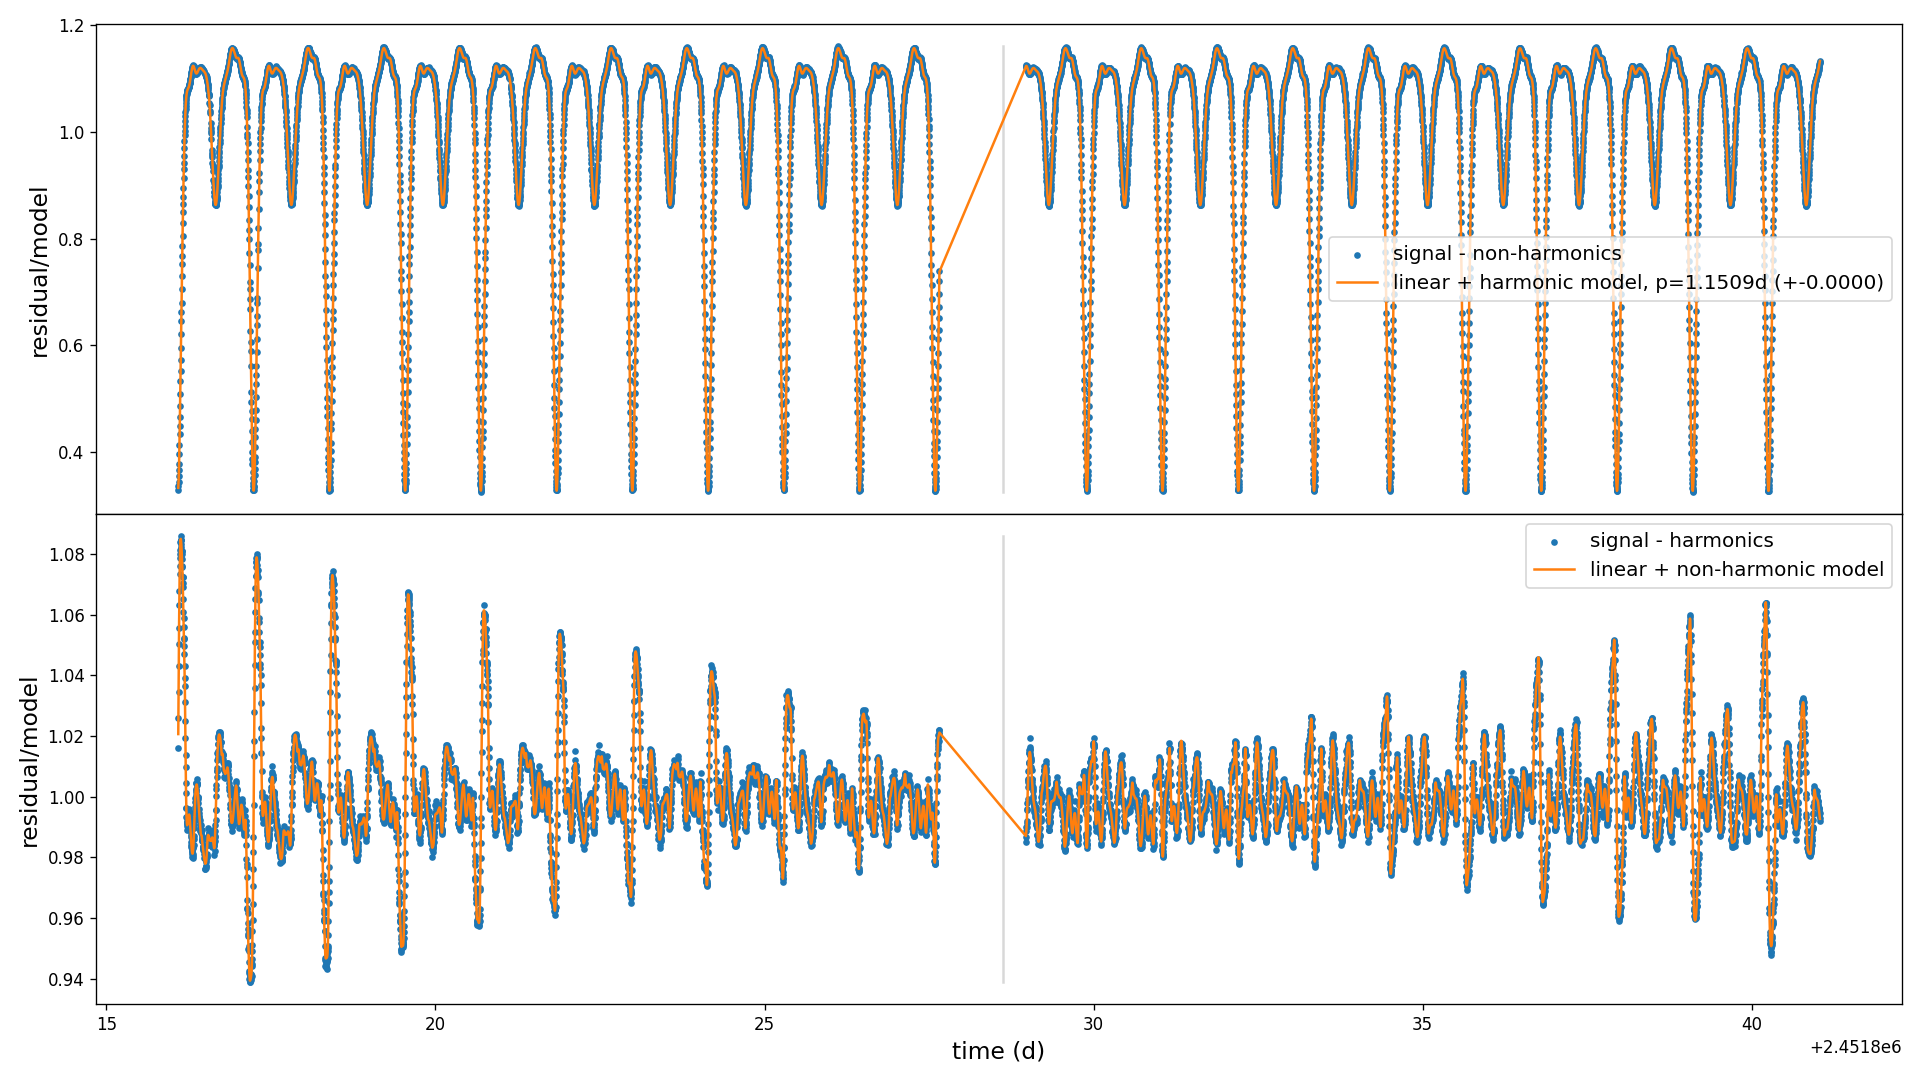 1.2
1.0
0.8
0.6
0.4
residual/model
signal - non-harmonics
linear + harmonic model, p=1.1509d (+-0.0000)
1.08
1.06
1.04
1.02
1.00
0.98
0.96
0.94
residual/model
signal - harmonics
linear + non-harmonic model
15
20
25
30
35
40
time (d)
+2.4518e6